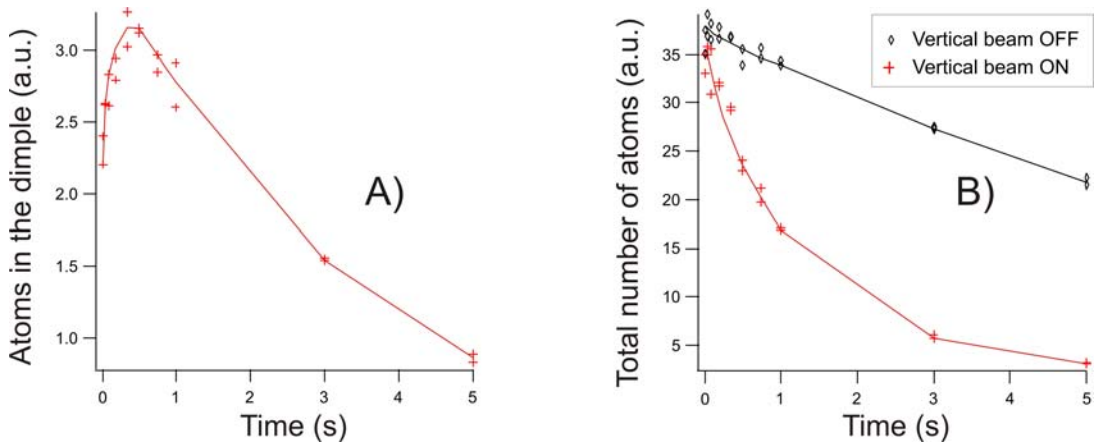 Atoms in the dimple (a.u.)
3.0
2.5
2.0
1.5
1.0
A)
0 1 2 3 4 5
Time (s)
Total number of atoms (a.u.)
35
30
25
20
15
10
5
Vertical beam OFF
Vertical beam ON
B)
0 1 2 3 4 5
Time (s)